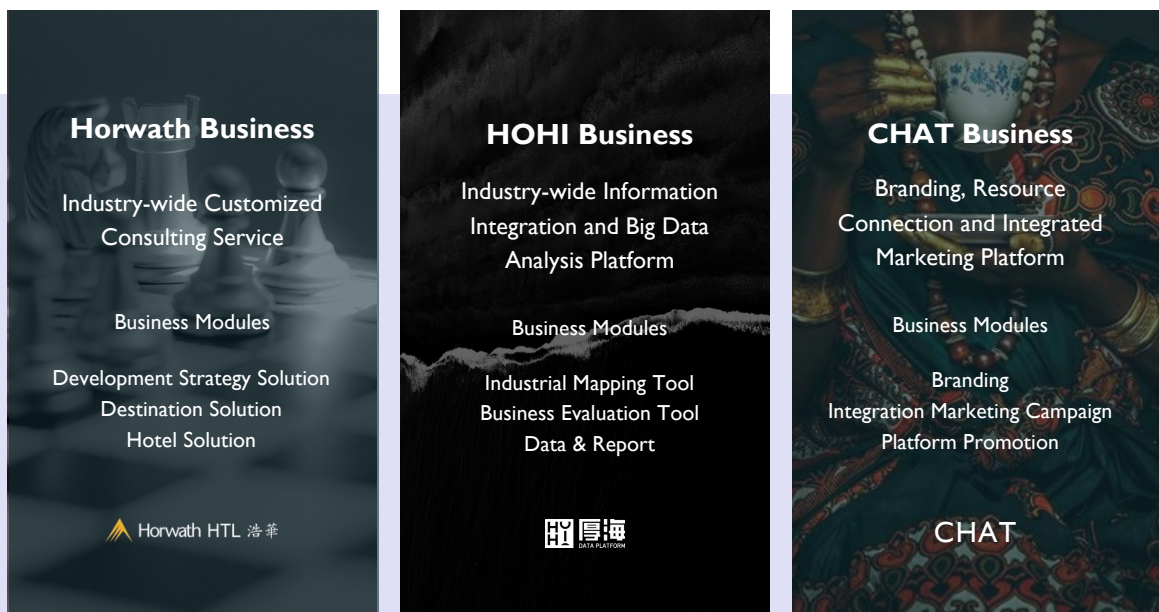 Horwath Business
Industry-wide Customized
Consulting Service
Business Modules
Development Strategy Solution
Destination Solution
Hotel Solution
Horwath HTL 浩華
HOHI Business
Industry-wide Information
Integration and Big Data
Analysis Platform
Business Modules
Industrial Mapping Tool
Business Evaluation Tool
Data & Report
HOHI 厚海
DATA PLATFORM
CHAT Business
Branding, Resource
Connection and Integrated
Marketing Platform
Business Modules
Branding
Integration Marketing Campaign
Platform Promotion
CHAT